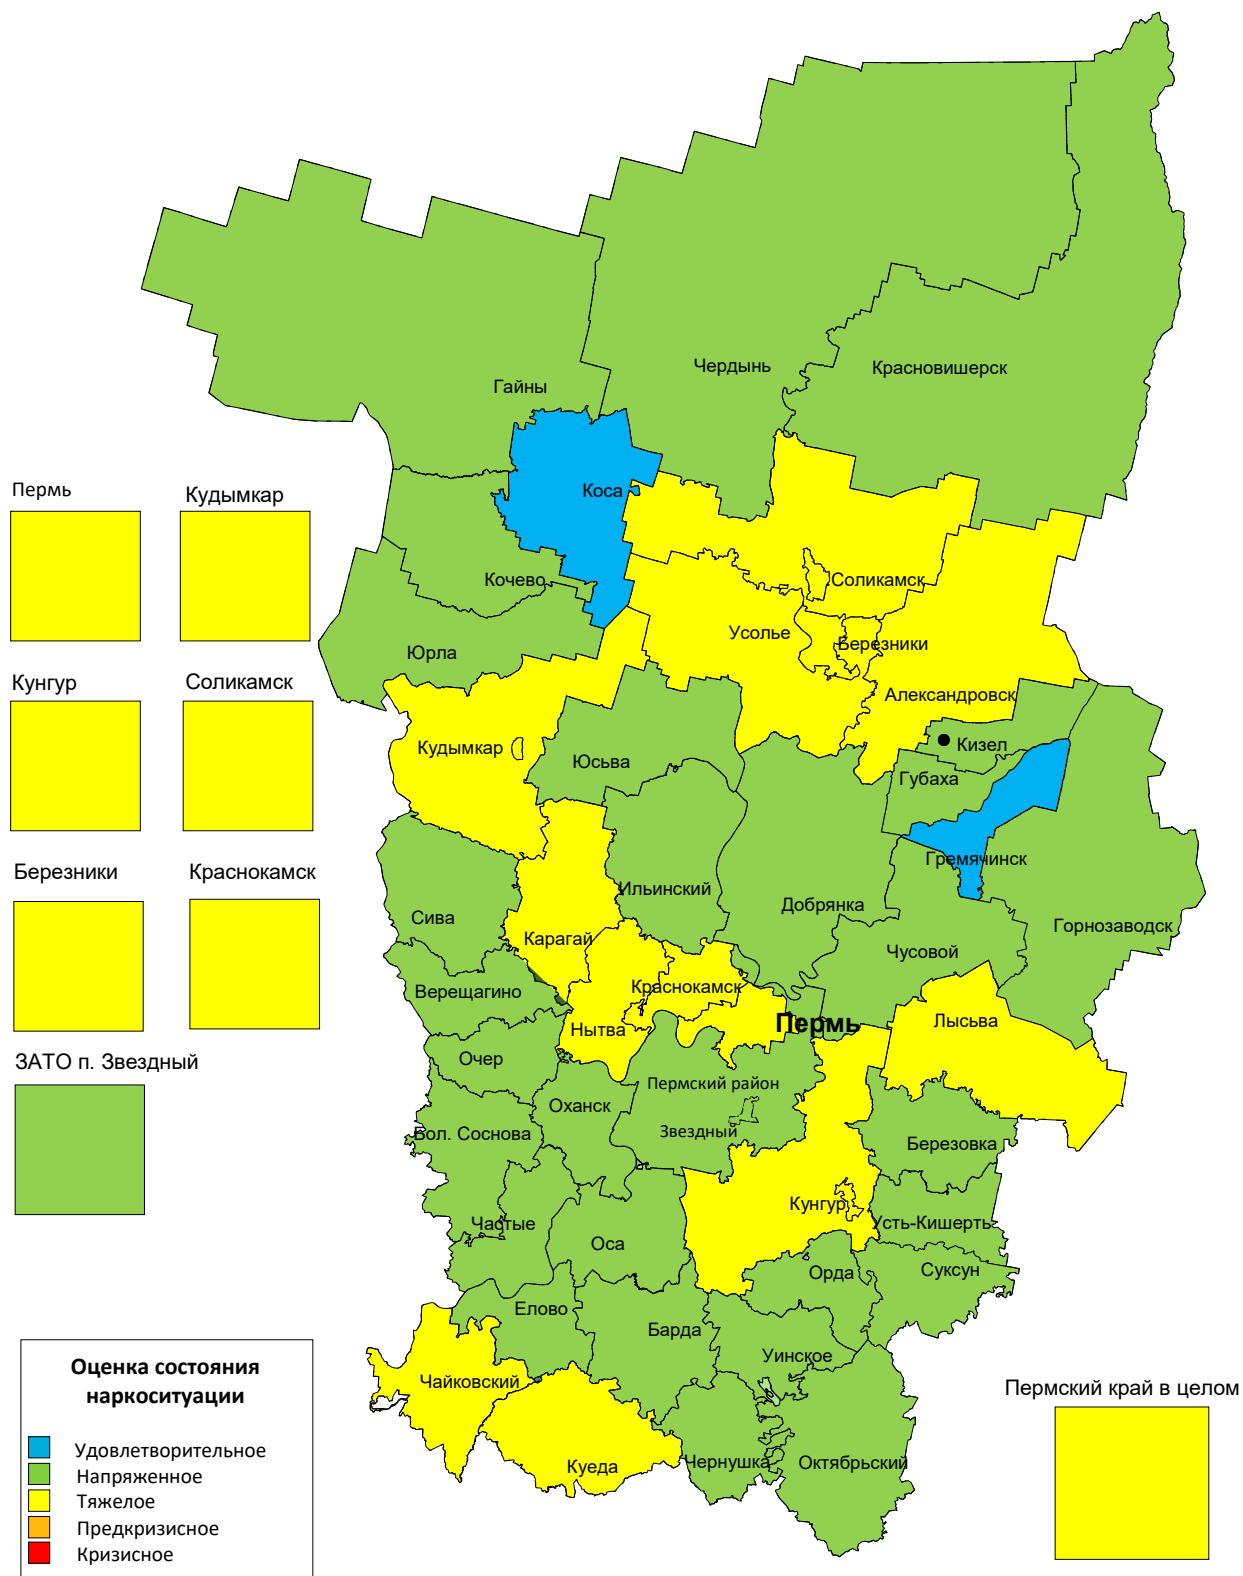 Чердынь
Красновишерск
Гайны
Пермь
Кудымкар
Коса
Кочево
Соликамск
Усолье
Березники
Юрла
Кунгур
Соликамск
Александровск
Кудымкар
Кизел
Юсьва
Губаха
Березники
Краснокамск
Гремячинск
Ильинский
Добрянка
Сива
Карагай
Чусовой
Горнозаводск
Верещагино
Краснокамск
Нытва
Пермь
Лысьва
ЗАТО п. Звездный
Очер
Пермский район
Оханск
Звездный
Бол. Соснова
Березовка
Кунгур
Частые
Усть-Кишерть
Оса
Орда
Суксун
Елово
Барда
Уинское
Чайковский
Куеда
Чернушка
Октябрьский
Оценка состояния
наркоситуации
Удовлетворительное
Напряженное
Тяжелое
Предкризисное
Кризисное
Пермский край в целом